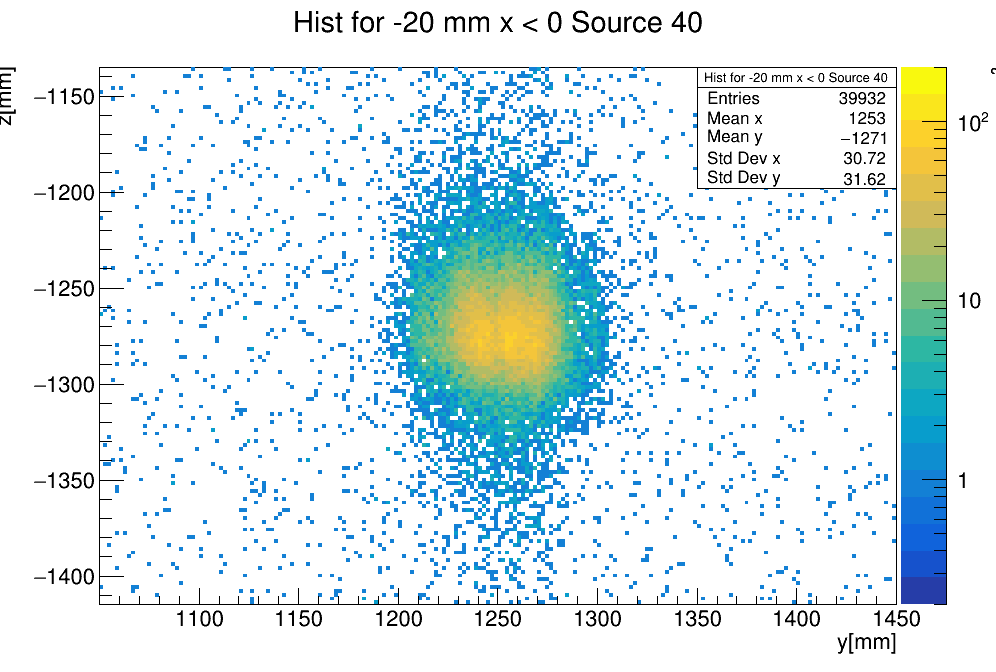 Hist for -20 mm x < 0 Source 40
z[mm]
Hist for -20 mm x < 0 Source 40
Entries 39932
Mean x 1253
Mean y −1271
Std Dev x 30.72
Std Dev y 31.62
−1150
−1200
−1250
−1300
−1350
−1400
1100 1150 1200 1250 1300 1350 1400 1450
y[mm]
10²
10
1